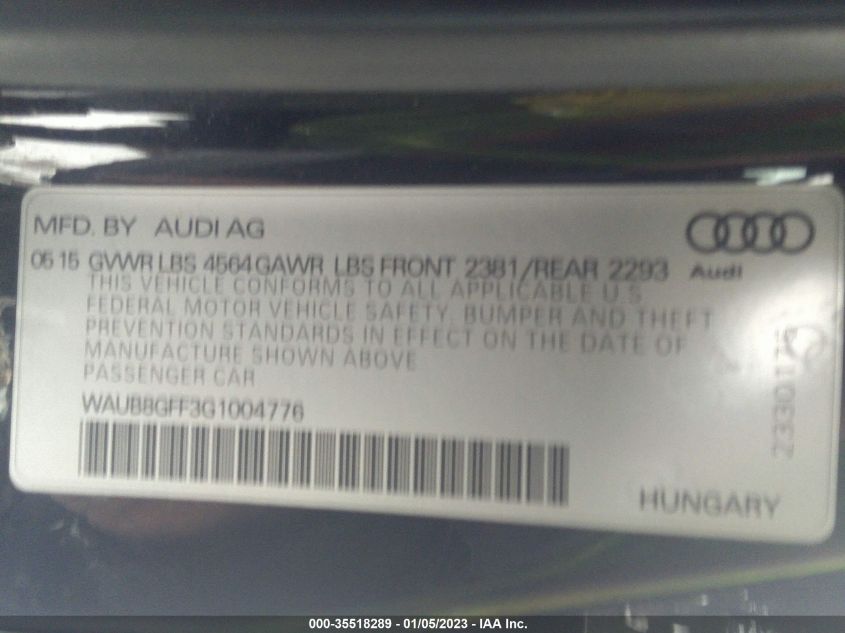 MFD. BY AUDI AG
05 15 GVWR LBS 4564 GAWR LBS FRONT 2381/REAR 2293
Audi
THIS VEHICLE CONFORMS TO ALL APPLICABLE U.S.
FEDERAL MOTOR VEHICLE SAFETY, BUMPER AND THEFT
PREVENTION STANDARDS IN EFFECT ON THE DATE OF
MANUFACTURE SHOWN ABOVE
PASSENGER CAR
WAUB8GFF3G1004776
HUNGARY
000-35518289 - 01/05/2023 - IAA Inc.